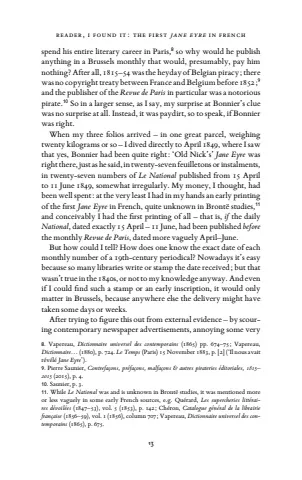 READER, I FOUND IT: THE FIRST JANE EYRE IN FRENCH
spend his entire literary career in Paris,⁸ so why would he publish
anything in a Brussels monthly that would, presumably, pay him
nothing? After all, 1815–54 was the heyday of Belgian piracy; there
was no copyright treaty between France and Belgium before 1852;⁹
and the publisher of the Revue de Paris in particular was a notorious
pirate.¹⁰ So in a larger sense, as I say, my surprise at Bonnier's clue
was no surprise at all. Instead, it was paydirt, so to speak, if Bonnier
was right.
When my three folios arrived – in one great parcel, weighing
twenty kilograms or so – I dived directly to April 1849, where I saw
that yes, Bonnier had been quite right: 'Old Nick's' Jane Eyre was
right there, just as he said, in twenty-seven feuilletons or instalments,
in twenty-seven numbers of Le National published from 15 April
to 11 June 1849, somewhat irregularly. My money, I thought, had
been well spent: at the very least I had in my hands an early printing
of the first Jane Eyre in French, quite unknown in Brontë studies,¹¹
and conceivably I had the first printing of all – that is, if the daily
National, dated exactly 15 April – 11 June, had been published before
the monthly Revue de Paris, dated more vaguely April–June.
But how could I tell? How does one know the exact date of each
monthly number of a 19th-century periodical? Nowadays it's easy
because so many libraries write or stamp the date received; but that
wasn't true in the 1840s, or not to my knowledge anyway. And even
if I could find such a stamp or an early inscription, it would only
matter in Brussels, because anywhere else the delivery might have
taken some days or weeks.
After trying to figure this out from external evidence – by scour-
ing contemporary newspaper advertisements, annoying some very
8. Vapereau, Dictionnaire universel des contemporains (1865) pp. 674–75; Vapereau,
Dictionnaire… (1880), p. 724. Le Temps (Paris) 15 November 1883, p. [2] ('Il nous avait
révélé Jane Eyre').
9. Pierre Saunier, Contrefaçons, préfaçons, malfaçons & autres pirateries éditoriales, 1815–
2015 (2015), p. 4.
10. Saunier, p. 3.
11. While Le National was and is unknown in Brontë studies, it was mentioned more
or less vaguely in some early French sources, e.g. Quérard, Les supercheries littérai-
res dévoilées (1847–53), vol. 3 (1852), p. 242; Chéron, Catalogue général de la librairie
française (1856–59), vol. 1 (1856), column 707; Vapereau, Dictionnaire universel des con-
temporains (1865), p. 675.
13